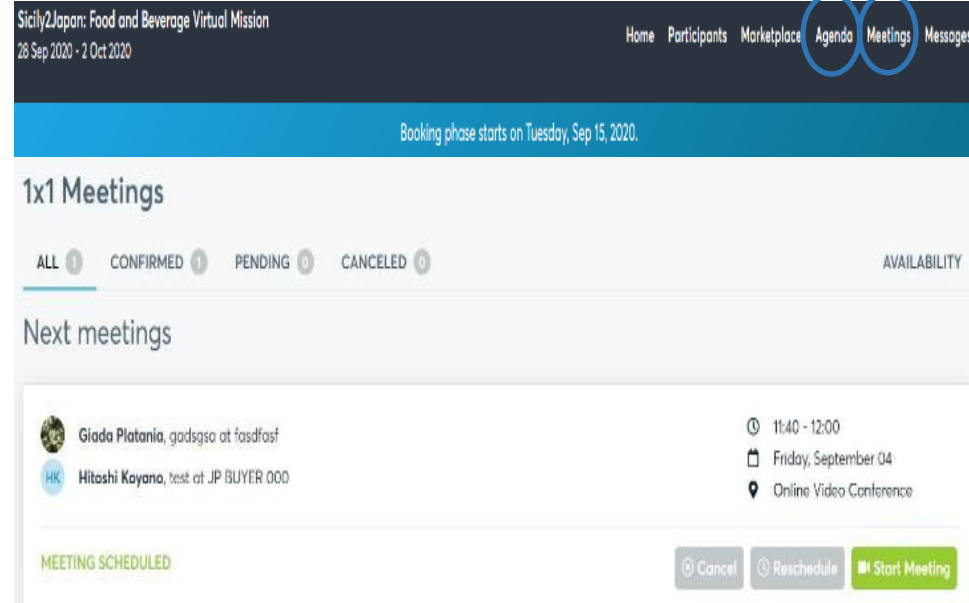 Sicily2Japan: Food and Beverage Virtual Mission
28 Sep 2020 - 2 Oct 2020
Home Participants Marketplace Agenda Meetings Messages
Booking phase starts on Tuesday, Sep 15, 2020.
1x1 Meetings
ALL 1 CONFIRMED 1 PENDING 0 CANCELED 0 AVAILABILITY
Next meetings
Giada Platania, gadsgsa at fasdfasf
HK Hitoshi Koyano, test at JP BUYER 000
11:40 - 12:00
Friday, September 04
Online Video Conference
MEETING SCHEDULED
Cancel Reschedule Start Meeting